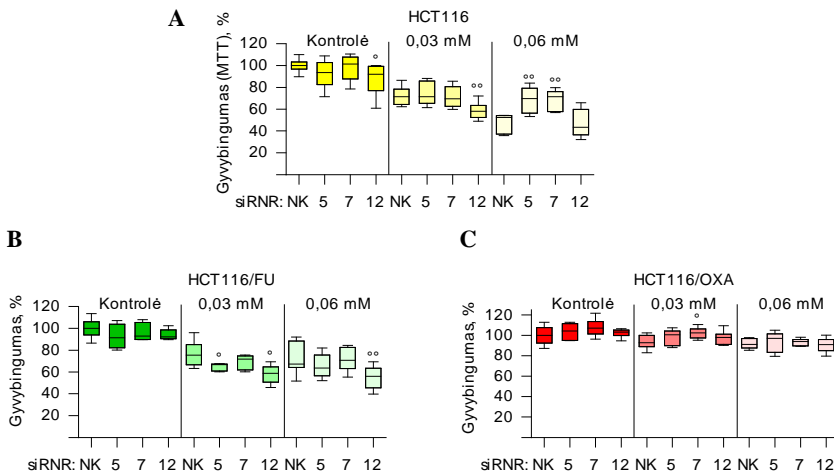 A
HCT116
Kontrolė 0,03 mM 0,06 mM
Gyvybingumas (MTT), %
120
100
80
60
40
20
siRNR: NK 5 7 12 NK 5 7 12 NK 5 7 12
B
HCT116/FU
Kontrolė 0,03 mM 0,06 mM
Gyvybingumas, %
120
100
80
60
40
20
siRNR: NK 5 7 12 NK 5 7 12 NK 5 7 12
C
HCT116/OXA
Kontrolė 0,03 mM 0,06 mM
Gyvybingumas, %
120
100
80
60
40
20
siRNR: NK 5 7 12 NK 5 7 12 NK 5 7 12